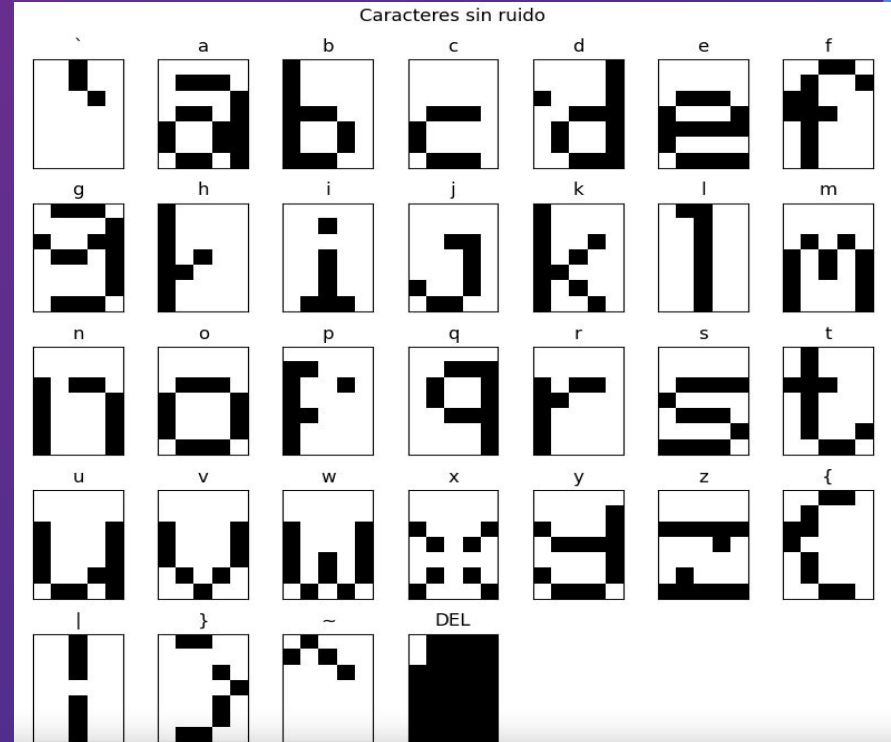 Caracteres sin ruido
` a b c d e f
g h i j k l m
n o p q r s t
u v w x y z {
| } ~ DEL